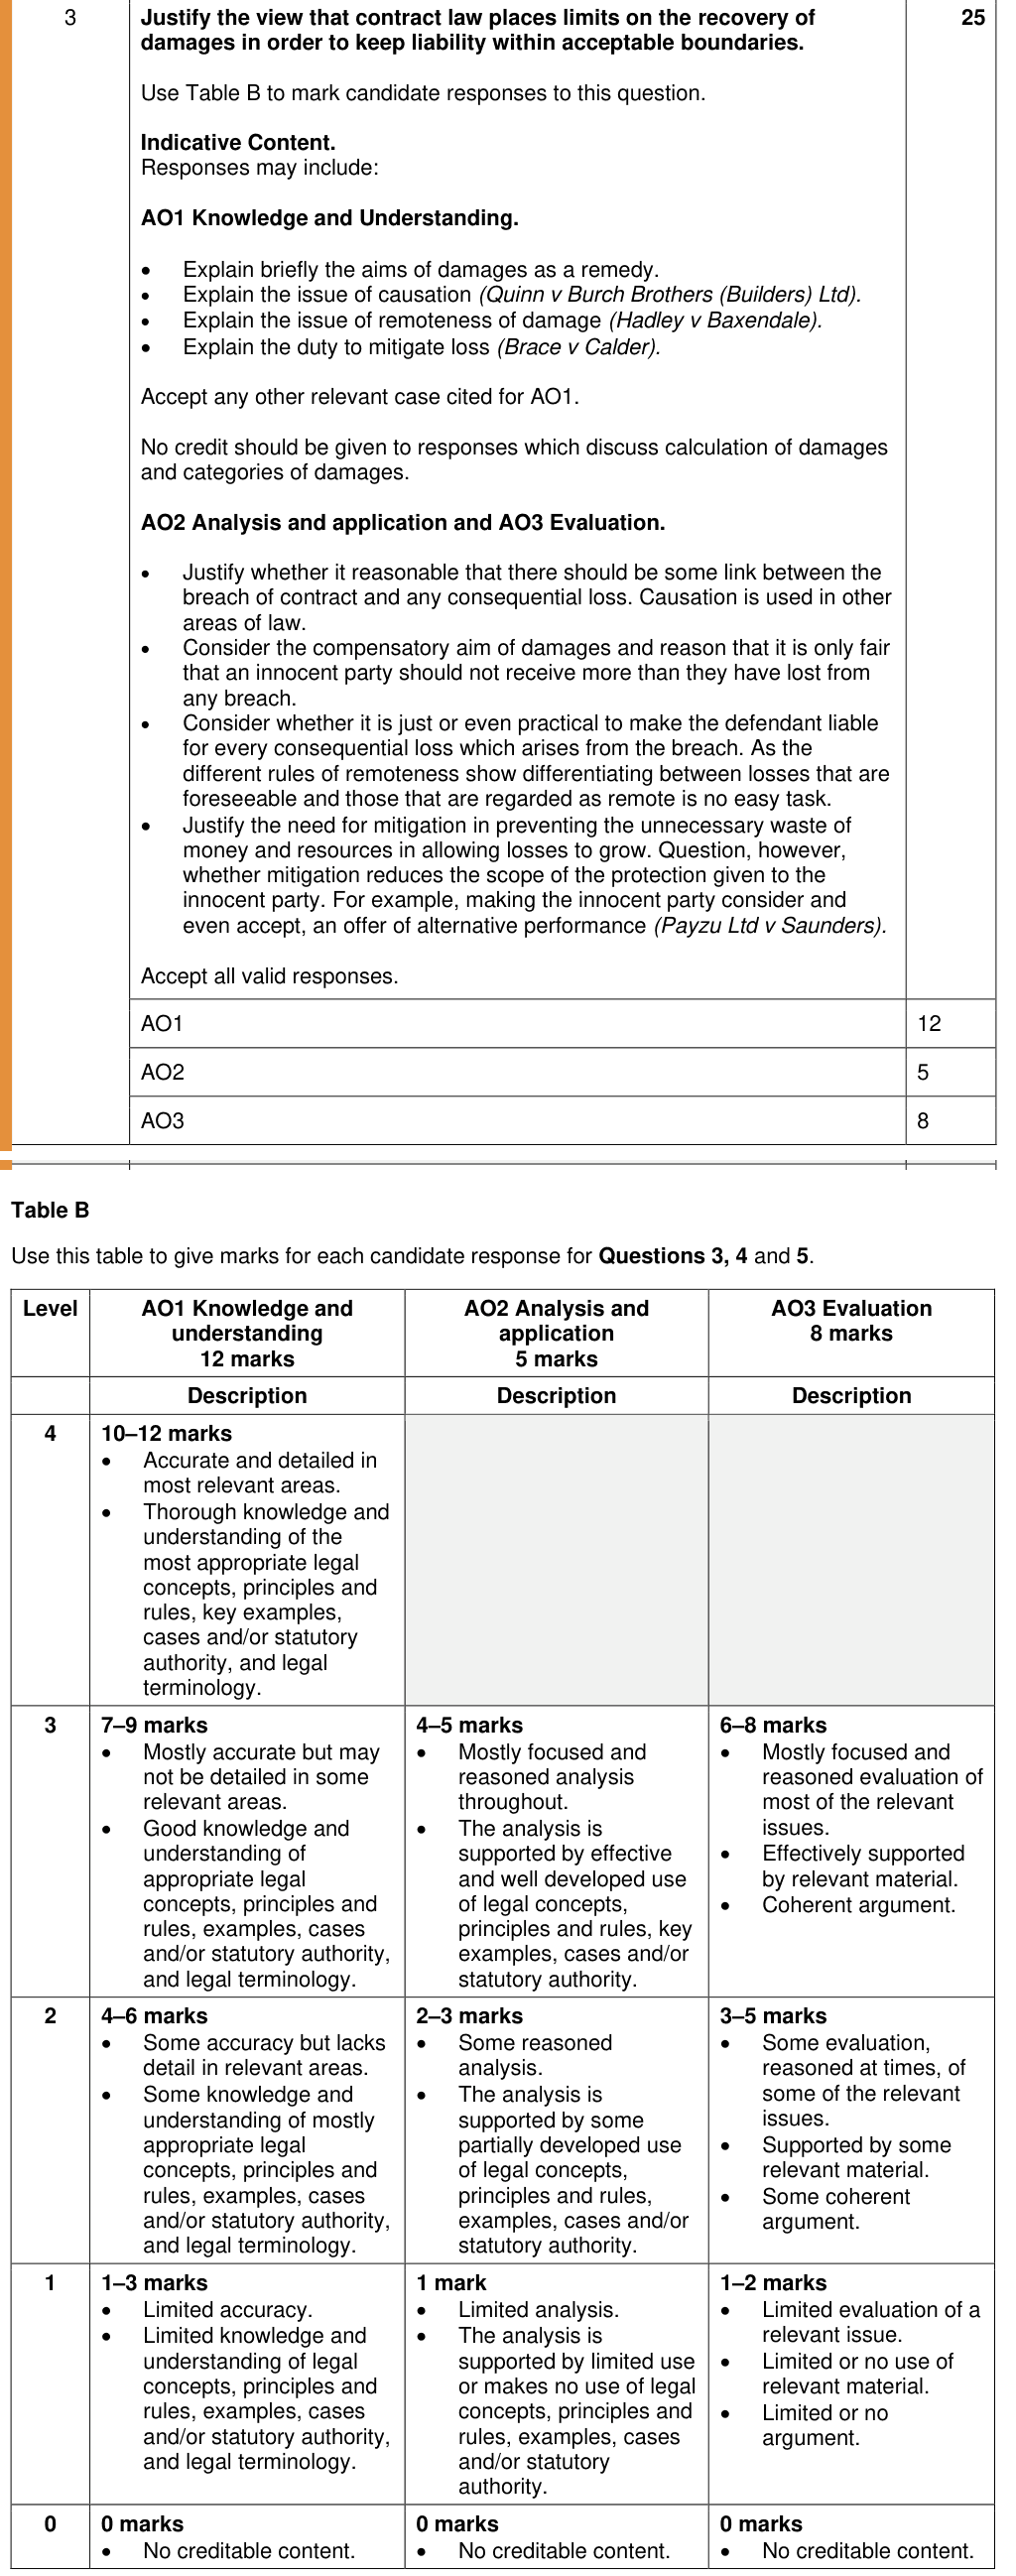 3
Justify the view that contract law places limits on the recovery of
damages in order to keep liability within acceptable boundaries.
25
Use Table B to mark candidate responses to this question.
Indicative Content.
Responses may include:
AO1 Knowledge and Understanding.
• Explain briefly the aims of damages as a remedy.
• Explain the issue of causation (Quinn v Burch Brothers (Builders) Ltd).
• Explain the issue of remoteness of damage (Hadley v Baxendale).
• Explain the duty to mitigate loss (Brace v Calder).
Accept any other relevant case cited for AO1.
No credit should be given to responses which discuss calculation of damages
and categories of damages.
AO2 Analysis and application and AO3 Evaluation.
• Justify whether it reasonable that there should be some link between the
breach of contract and any consequential loss. Causation is used in other
areas of law.
• Consider the compensatory aim of damages and reason that it is only fair
that an innocent party should not receive more than they have lost from
any breach.
• Consider whether it is just or even practical to make the defendant liable
for every consequential loss which arises from the breach. As the
different rules of remoteness show differentiating between losses that are
foreseeable and those that are regarded as remote is no easy task.
• Justify the need for mitigation in preventing the unnecessary waste of
money and resources in allowing losses to grow. Question, however,
whether mitigation reduces the scope of the protection given to the
innocent party. For example, making the innocent party consider and
even accept, an offer of alternative performance (Payzu Ltd v Saunders).
Accept all valid responses.
AO1 12
AO2 5
AO3 8
Table B
Use this table to give marks for each candidate response for Questions 3, 4 and 5.
Level
AO1 Knowledge and
understanding
12 marks
AO2 Analysis and
application
5 marks
AO3 Evaluation
8 marks
Description
Description
Description
4
10–12 marks
• Accurate and detailed in
most relevant areas.
• Thorough knowledge and
understanding of the
most appropriate legal
concepts, principles and
rules, key examples,
cases and/or statutory
authority, and legal
terminology.
3
7–9 marks
• Mostly accurate but may
not be detailed in some
relevant areas.
• Good knowledge and
understanding of
appropriate legal
concepts, principles and
rules, examples, cases
and/or statutory authority,
and legal terminology.
4–5 marks
• Mostly focused and
reasoned analysis
throughout.
• The analysis is
supported by effective
and well developed use
of legal concepts,
principles and rules, key
examples, cases and/or
statutory authority.
6–8 marks
• Mostly focused and
reasoned evaluation of
most of the relevant
issues.
• Effectively supported
by relevant material.
• Coherent argument.
2
4–6 marks
• Some accuracy but lacks
detail in relevant areas.
• Some knowledge and
understanding of mostly
appropriate legal
concepts, principles and
rules, examples, cases
and/or statutory authority,
and legal terminology.
2–3 marks
• Some reasoned
analysis.
• The analysis is
supported by some
partially developed use
of legal concepts,
principles and rules,
examples, cases and/or
statutory authority.
3–5 marks
• Some evaluation,
reasoned at times, of
some of the relevant
issues.
• Supported by some
relevant material.
• Some coherent
argument.
1
1–3 marks
• Limited accuracy.
• Limited knowledge and
understanding of legal
concepts, principles and
rules, examples, cases
and/or statutory authority,
and legal terminology.
1 mark
• Limited analysis.
• The analysis is
supported by limited use
or makes no use of legal
concepts, principles and
rules, examples, cases
and/or statutory
authority.
1–2 marks
• Limited evaluation of a
relevant issue.
• Limited or no use of
relevant material.
• Limited or no
argument.
0
0 marks
• No creditable content.
0 marks
• No creditable content.
0 marks
• No creditable content.